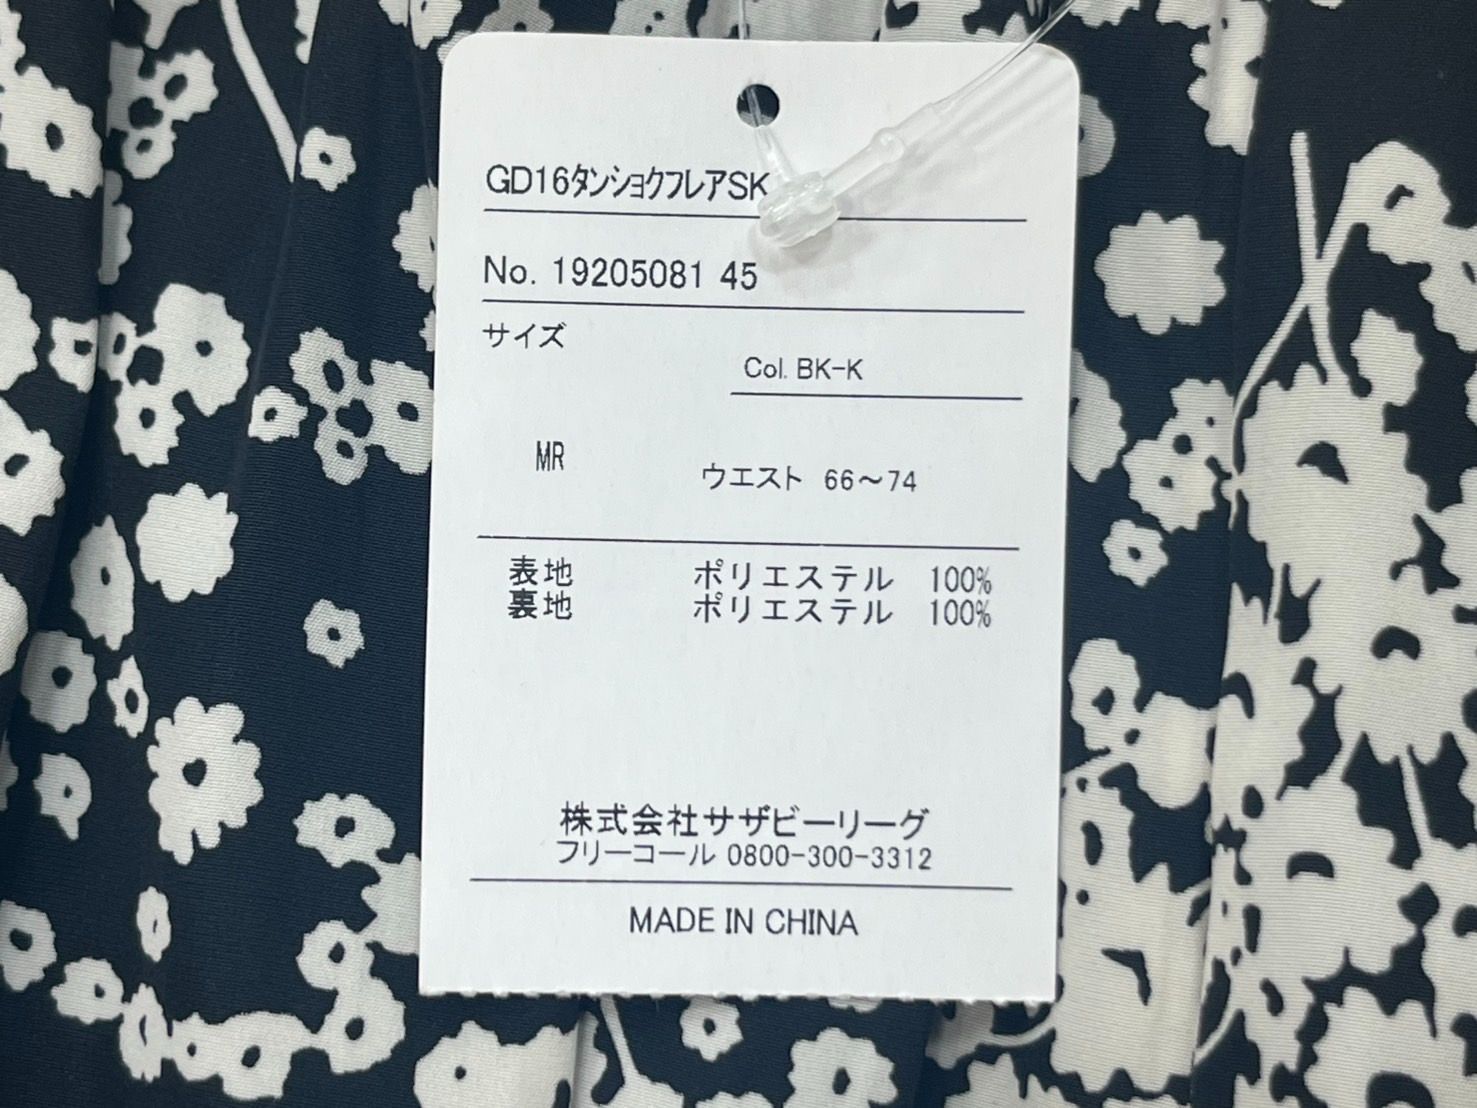 GD16ﾀﾝｼｮｸﾌﾚｱSK
No. 19205081 45
サイズ
Col. BK-K
MR
ウエスト 66～74
表地 ポリエステル 100%
裏地 ポリエステル 100%
株式会社サザビーリーグ
フリーコール 0800-300-3312
MADE IN CHINA